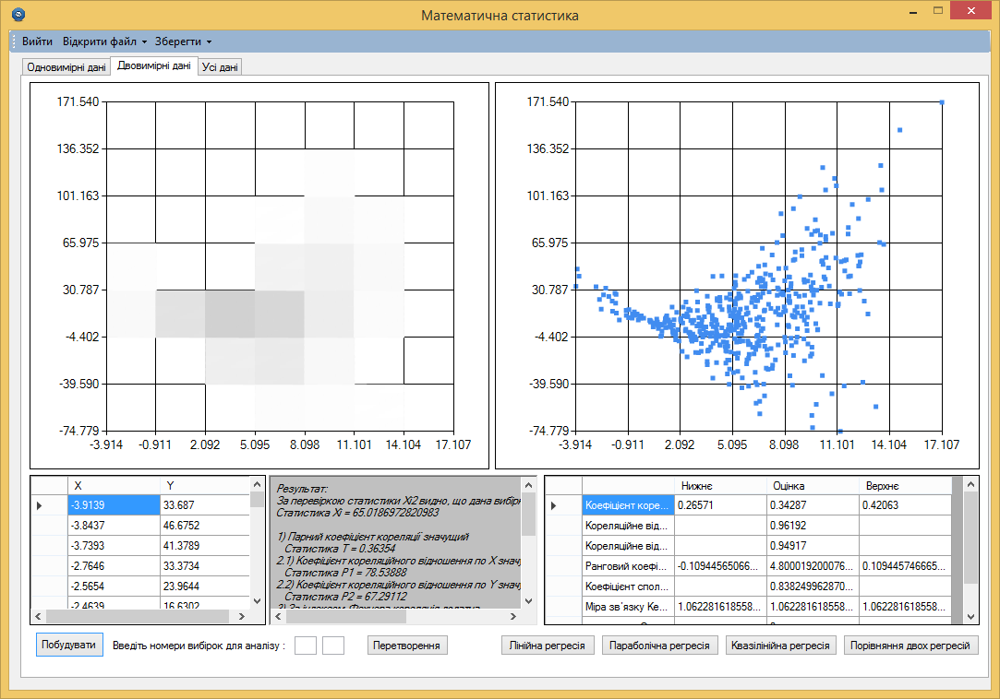 Математична статистика
Вийти Відкрити файл Зберегти
Одновимірні дані Двовимірні дані Усі дані
171.540
136.352
101.163
65.975
30.787
-4.402
-39.590
-74.779
-3.914 -0.911 2.092 5.095 8.098 11.101 14.104 17.107
171.540
136.352
101.163
65.975
30.787
-4.402
-39.590
-74.779
-3.914 -0.911 2.092 5.095 8.098 11.101 14.104 17.107
X Y
-3.9139 33.687
-3.8437 46.6752
-3.7393 41.3789
-2.7646 33.3734
-2.5654 23.9644
-2.4639 16.6302
Результат:
За перевіркою статистики Xi2 видно, що дана вибірк
Статистика Xi = 65.0186972820983
1) Парний коефіцієнт кореляції значущий
Статистика T = 0.36354
2.1) Коефіцієнт кореляційного відношення по X знач
Статистика P1 = 78.53888
2.2) Коефіцієнт кореляційного відношення по Y знач
Статистика P2 = 67.29112
3) За індексом Фехнера кореляція додатна
Нижнє Оцінка Верхнє
Коефіцієнт коре... 0.26571 0.34287 0.42063
Кореляційне від... 0.96192
Кореляційне від... 0.94917
Ранговий коефі... -0.10944565066... 4.800019200076... 0.109445746665...
Коефіцієнт спол... 0.838249962870...
Міра зв'язку Ке... 1.062281618558... 1.062281618558... 1.062281618558...
Побудувати Введіть номери вибірок для аналізу : Перетворення Лінійна регресія Параболічна регресія Квазілінійна регресія Порівняння двох регресій